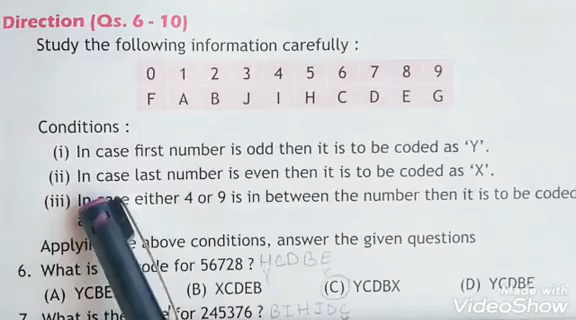 Direction (Qs. 6 - 10)
Study the following information carefully :
0 1 2 3 4 5 6 7 8 9
F A B J I H C D E G
Conditions :
(i) In case first number is odd then it is to be coded as 'Y'.
(ii) In case last number is even then it is to be coded as 'X'.
(iii) In case either 4 or 9 is in between the number then it is to be coded
Applying above conditions, answer the given questions
6. What is for 56728 ? HCDBE
Y X
(A) YCBE (B) XCDEB (C) YCDBX (D) YCDBE
7. What is the for 245376 ? BIHJDC
Made with
VideoShow